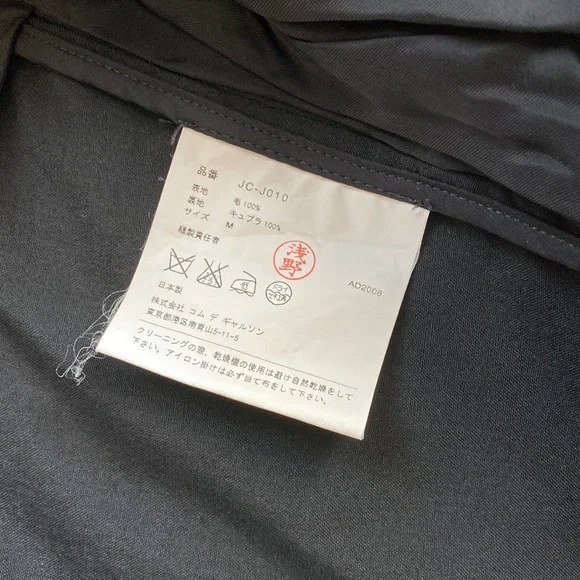 品番 JC-J010
表地 毛 100%
裏地 キュプラ 100%
サイズ M
縫製責任者
浅野
日本製
AD2008
株式会社 コム デ ギャルソン
東京都港区南青山5-11-5
クリーニングの際、乾燥機の使用は避け自然乾燥をして
下さい。アイロン掛けは必ず当て布をして下さい。